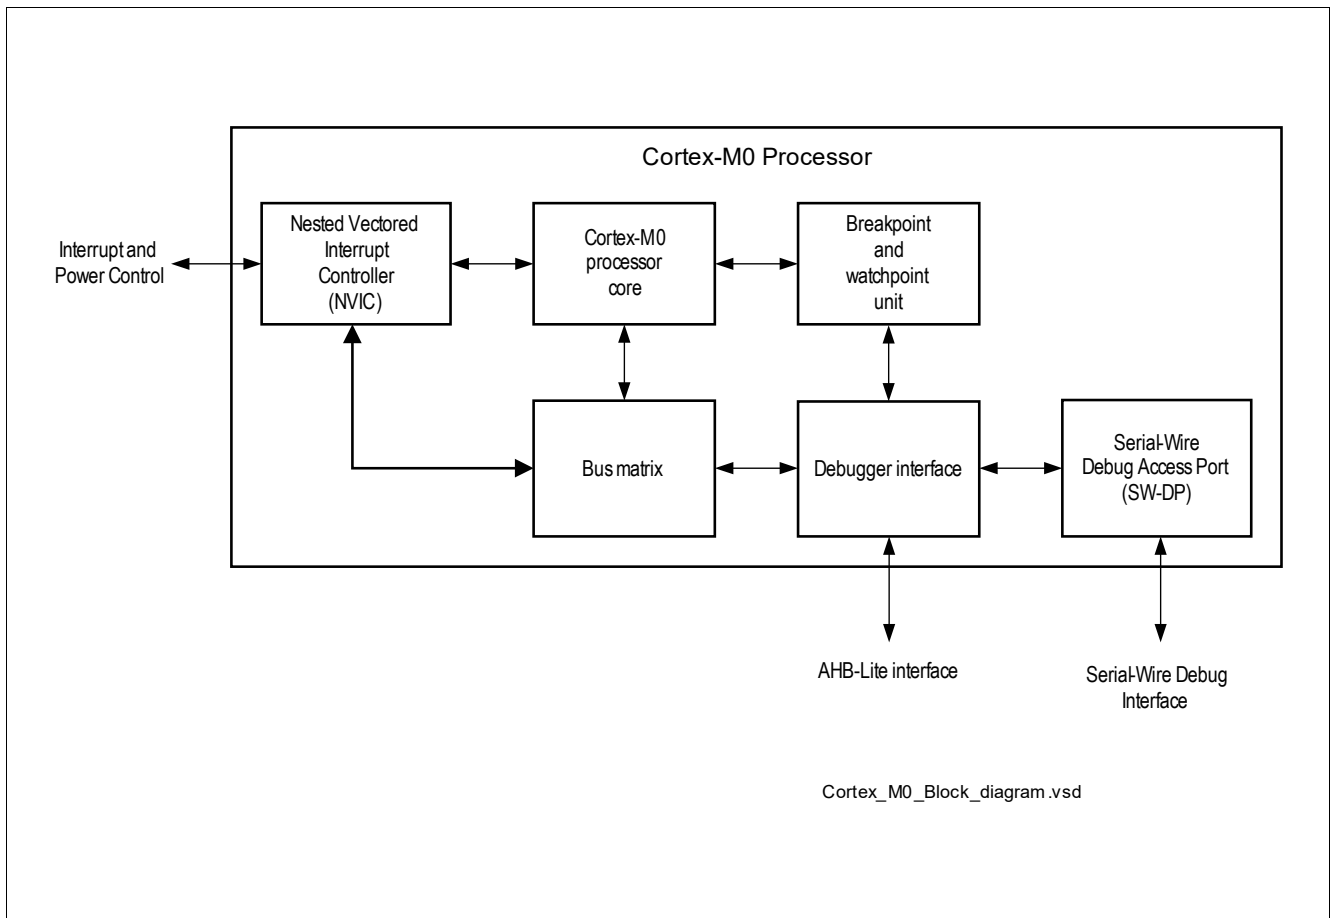 Cortex-M0 Processor
Interrupt and
Power Control
Nested Vectored
Interrupt
Controller
(NVIC)
Cortex-M0
processor
core
Breakpoint
and
watchpoint
unit
Bus matrix
Debugger interface
Serial-Wire
Debug Access Port
(SW-DP)
AHB-Lite interface
Serial-Wire Debug
Interface
Cortex_M0_Block_diagram.vsd